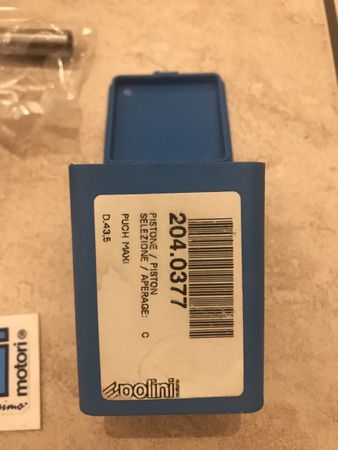 204.0377
PISTONE / PISTON
SELEZIONE / APERAGE: C
PUCH MAXI
D.43,5
polini
motori®